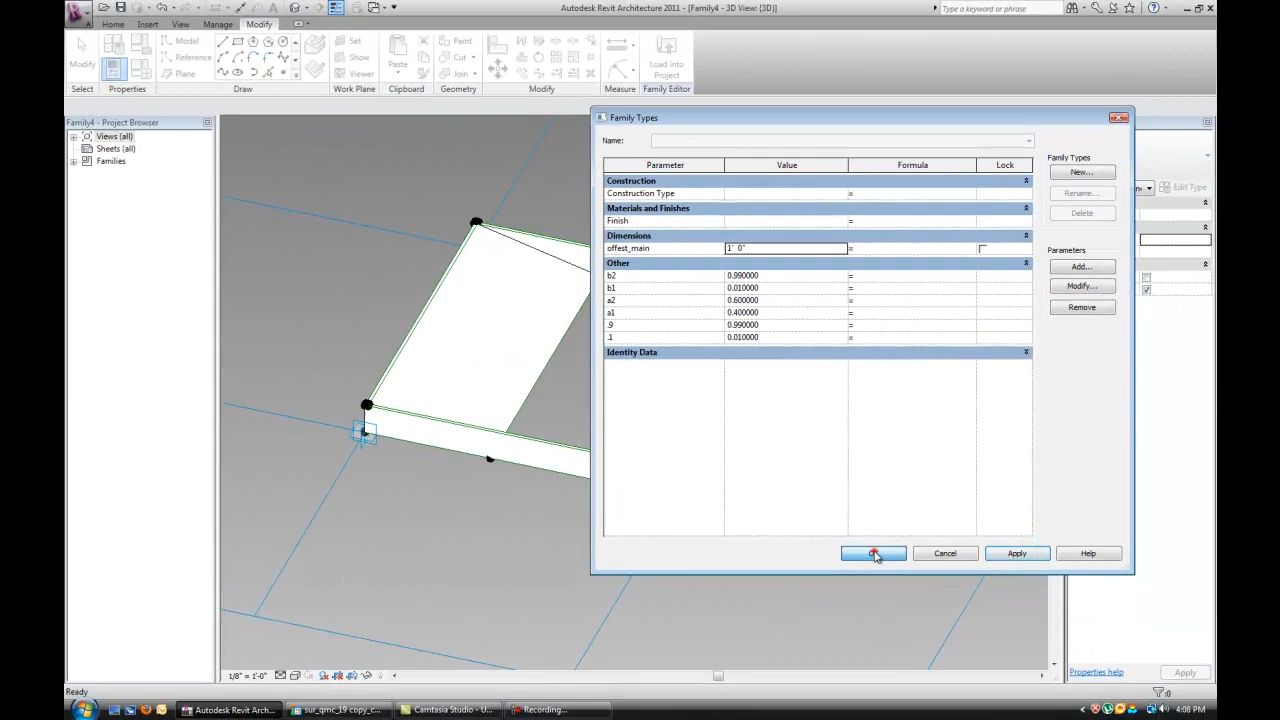 Autodesk Revit Architecture 2011 - [Family4 - 3D View: {3D}]
Type a keyword or phrase
Home Insert View Manage Modify
Modify
Model
Reference
Plane
Set
Show
Viewer
Paste
Paint
Cut
Join
Load into
Project
Select Properties Draw Work Plane Clipboard Geometry Modify Measure Family Editor
Family4 - Project Browser
Views (all)
Sheets (all)
Families
Edit Type
Family Types
Name:
Parameter Value Formula Lock
Construction
Construction Type =
Materials and Finishes
Finish =
Dimensions
offest_main 1' 0" =
Other
b2 0.990000 =
b1 0.010000 =
a2 0.600000 =
a1 0.400000 =
.9 0.990000 =
.1 0.010000 =
Identity Data
Family Types
New...
Rename...
Delete
Parameters
Add...
Modify...
Remove
Cancel Apply Help
Properties help Apply
1/8" = 1'-0"
Ready
:0
Autodesk Revit Arch... sur_qmc_19 copy_c... Camtasia Studio - U... Recording... 4:08 PM